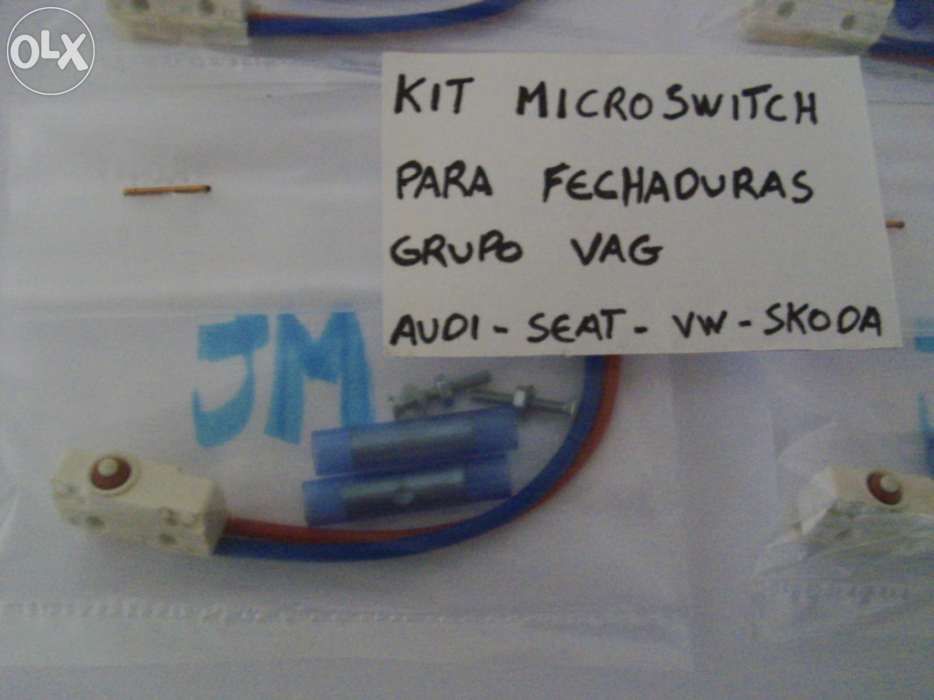 OLX
KIT MICROSWITCH
PARA FECHADURAS
GRUPO VAG
AUDI - SEAT - VW - SKODA
JM